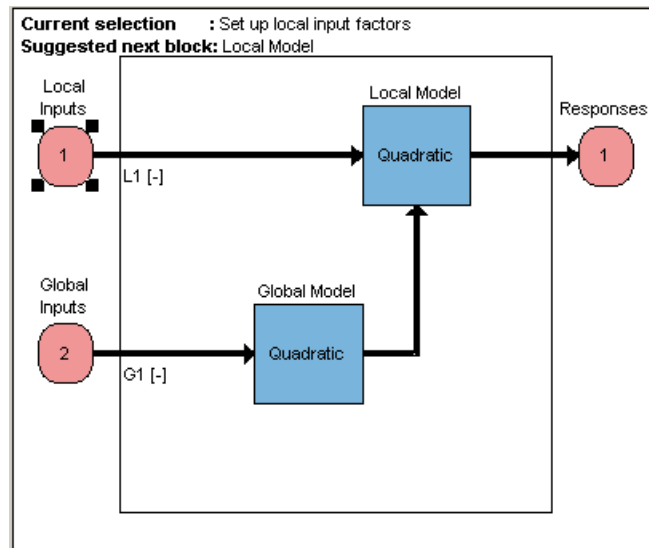 Current selection : Set up local input factors
Suggested next block: Local Model
Local
Inputs
Local Model
Responses
1
Quadratic
1
L1 [-]
Global
Inputs
Global Model
2
Quadratic
G1 [-]